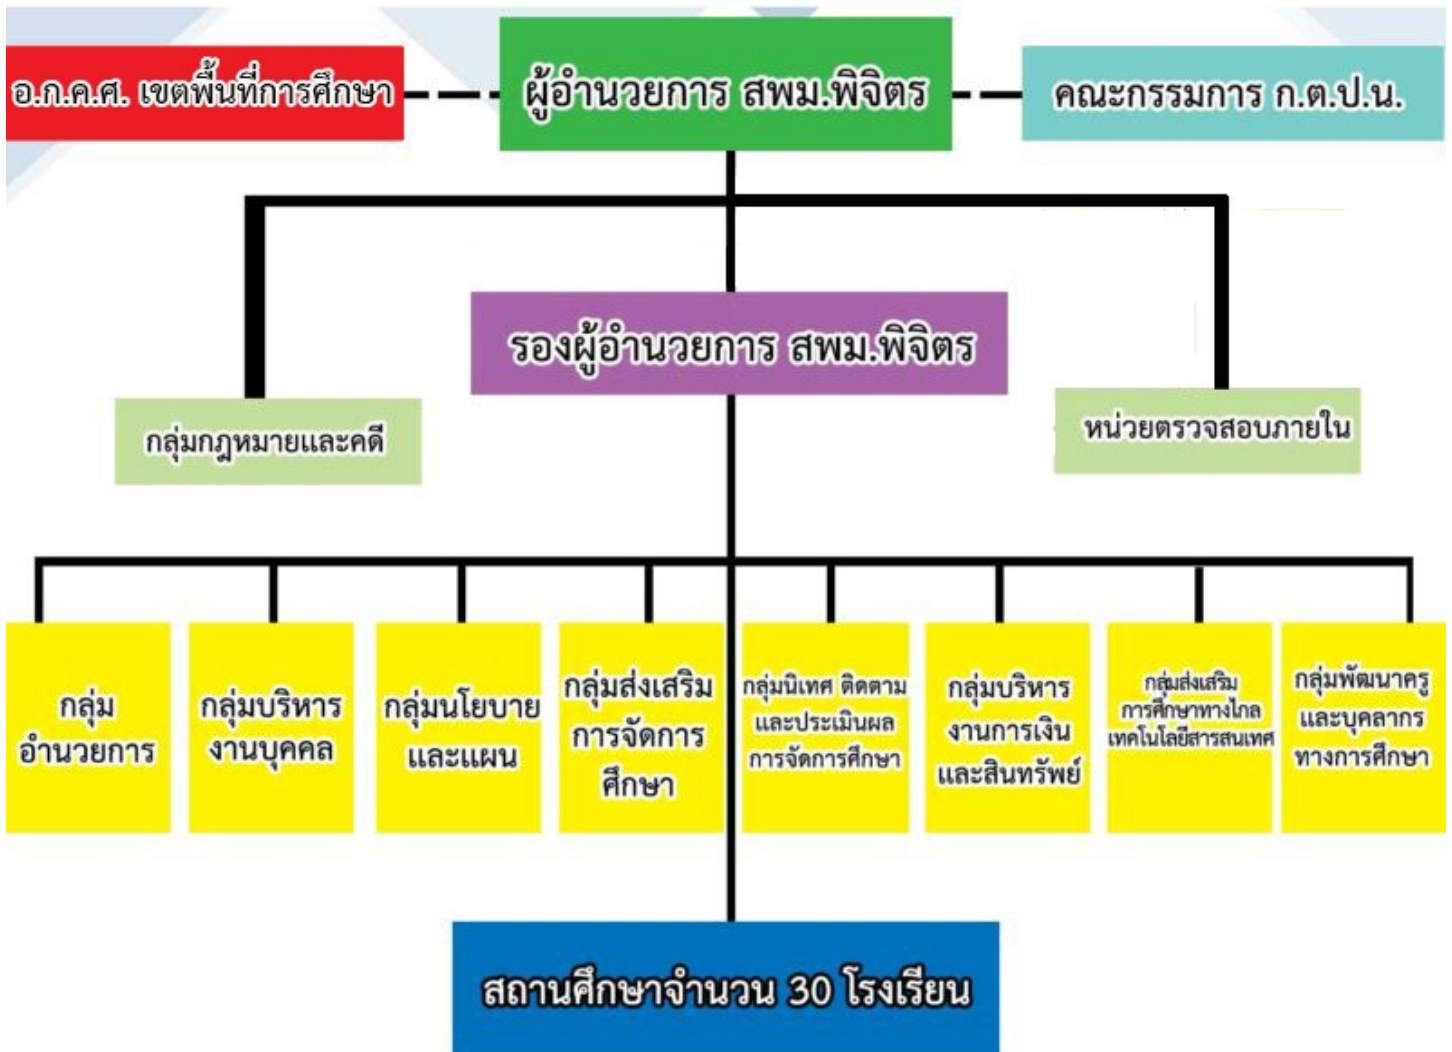 อ.ก.ค.ศ. เขตพื้นที่การศึกษา
ผู้อำนวยการ สพม.พิจิตร
คณะกรรมการ ก.ต.ป.น.
รองผู้อำนวยการ สพม.พิจิตร
กลุ่มกฎหมายและคดี
หน่วยตรวจสอบภายใน
กลุ่ม
อำนวยการ
กลุ่มบริหาร
งานบุคคล
กลุ่มนโยบาย
และแผน
กลุ่มส่งเสริม
การจัดการ
ศึกษา
กลุ่มนิเทศ ติดตาม
และประเมินผล
การจัดการศึกษา
กลุ่มบริหาร
งานการเงิน
และสินทรัพย์
กลุ่มส่งเสริม
การศึกษาทางไกล
เทคโนโลยีสารสนเทศ
กลุ่มพัฒนาครู
และบุคลากร
ทางการศึกษา
สถานศึกษาจำนวน 30 โรงเรียน